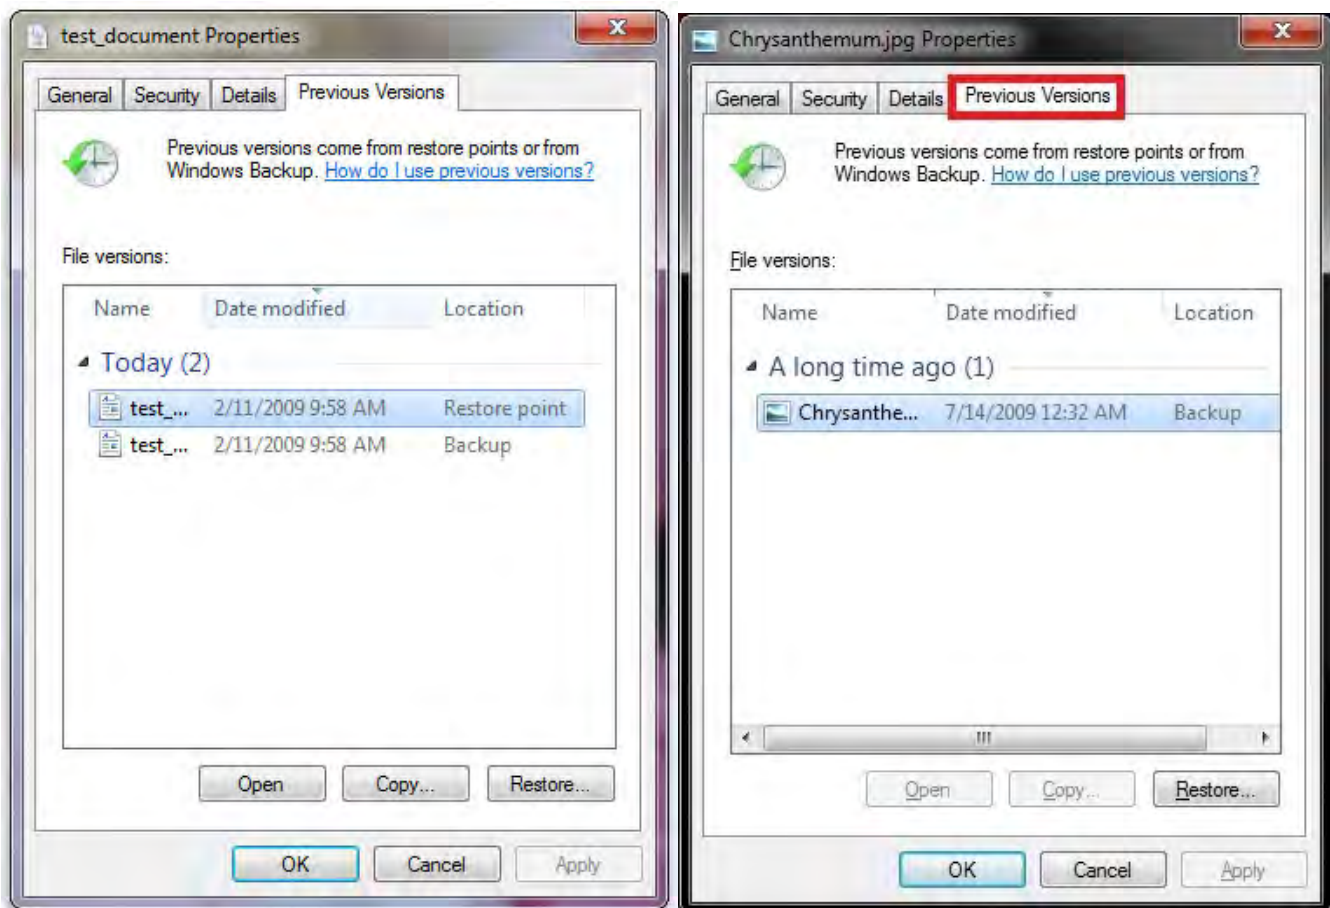 test_document Properties
General Security Details Previous Versions
Previous versions come from restore points or from
Windows Backup. How do I use previous versions?
File versions:
Name Date modified Location
Today (2)
test_... 2/11/2009 9:58 AM Restore point
test_... 2/11/2009 9:58 AM Backup
Open Copy... Restore...
OK Cancel Apply
Chrysanthemum.jpg Properties
General Security Details Previous Versions
Previous versions come from restore points or from
Windows Backup. How do I use previous versions?
File versions:
Name Date modified Location
A long time ago (1)
Chrysanthe... 7/14/2009 12:32 AM Backup
Open Copy... Restore...
OK Cancel Apply